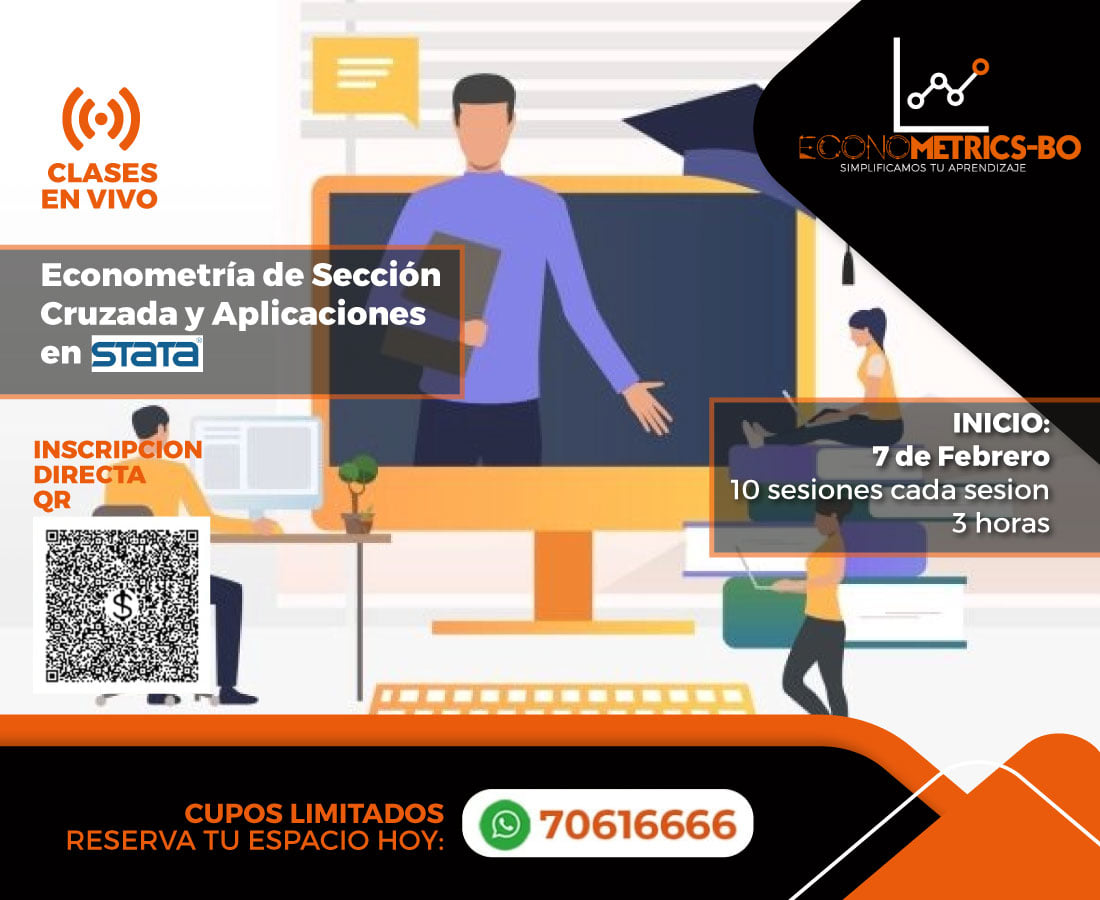 CLASES
EN VIVO
ECONOMETRICS-BO
SIMPLIFICAMOS TU APRENDIZAJE
Econometría de Sección
Cruzada y Aplicaciones
en STATA®
INICIO:
7 de Febrero
10 sesiones cada sesion
3 horas
INSCRIPCION
DIRECTA
QR
$
CUPOS LIMITADOS
RESERVA TU ESPACIO HOY:
70616666